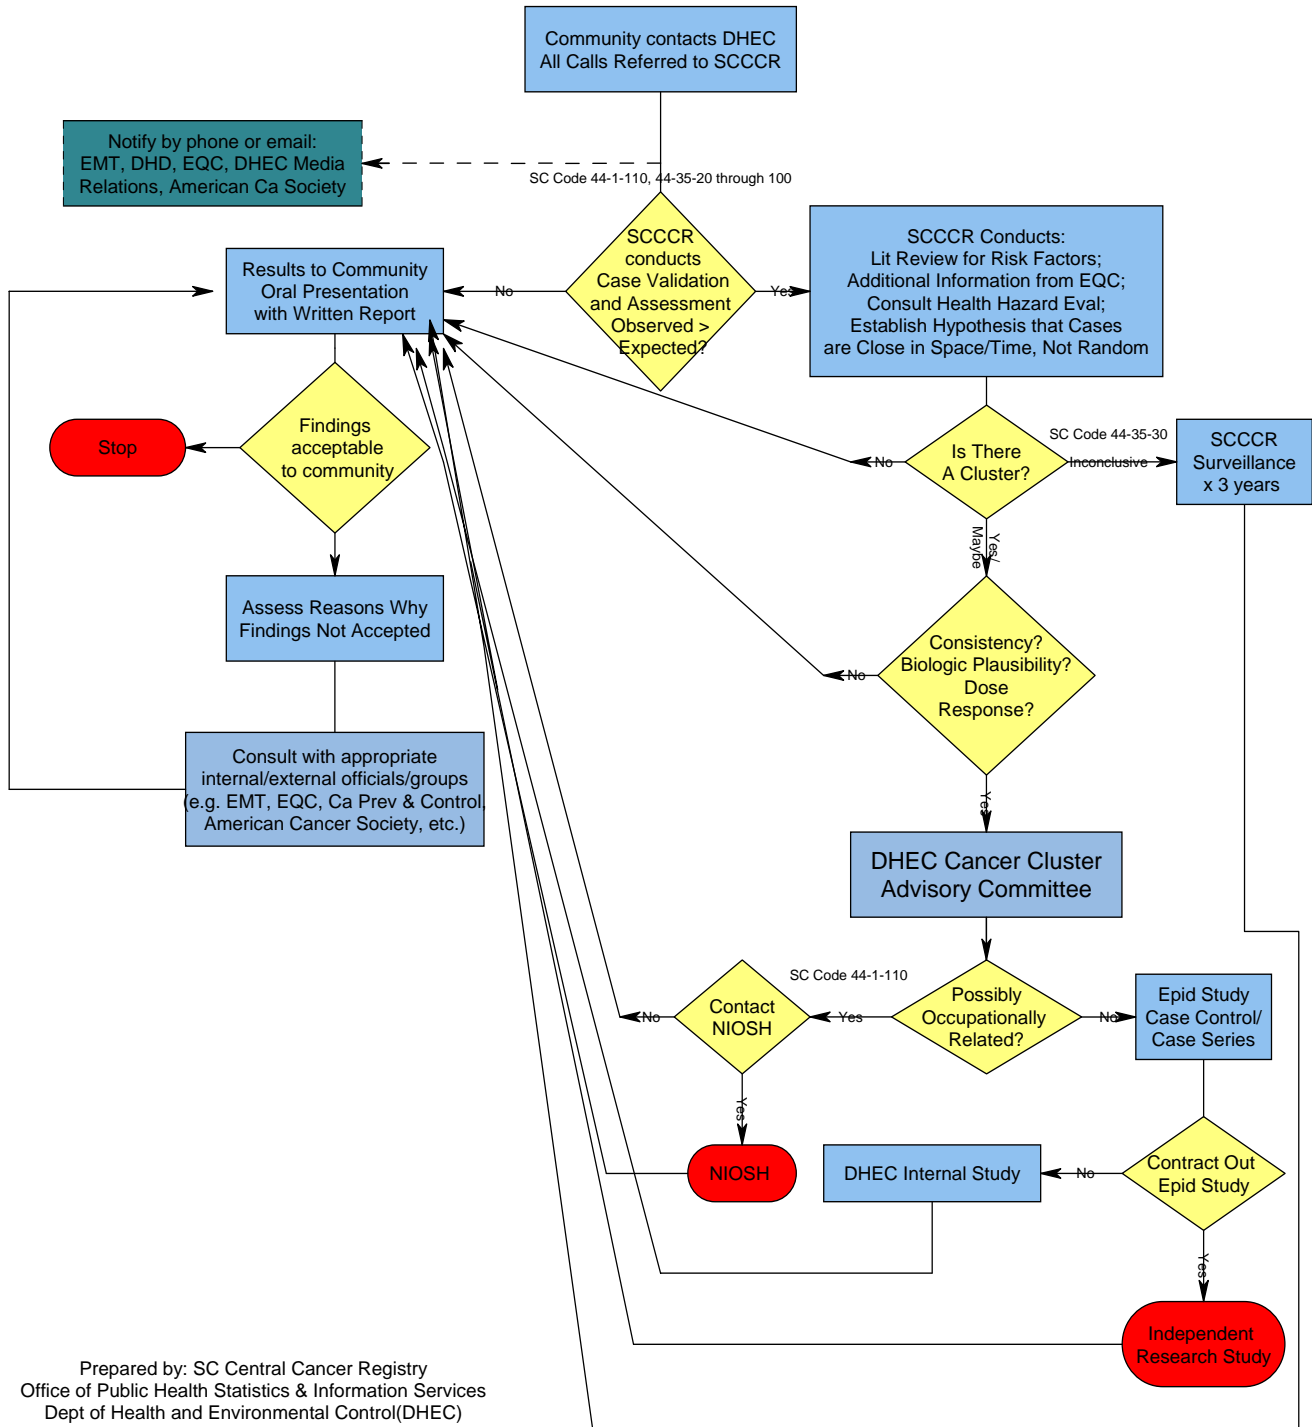 Community contacts DHEC
All Calls Referred to SCCCR
Notify by phone or email:
EMT, DHD, EQC, DHEC Media
Relations, American Ca Society
SC Code 44-1-110, 44-35-20 through 100
SCCCR
conducts
Case Validation
and Assessment
Observed >
Expected?
No
Yes
Results to Community
Oral Presentation
with Written Report
SCCCR Conducts:
Lit Review for Risk Factors;
Additional Information from EQC;
Consult Health Hazard Eval;
Establish Hypothesis that Cases
are Close in Space/Time, Not Random
Findings
acceptable
to community
Stop
Is There
A Cluster?
No
SC Code 44-35-30
Inconclusive
SCCCR
Surveillance
x 3 years
Yes/
Maybe
Assess Reasons Why
Findings Not Accepted
Consistency?
Biologic Plausibility?
Dose
Response?
No
Yes
Consult with appropriate
internal/external officials/groups
(e.g. EMT, EQC, Ca Prev & Control,
American Cancer Society, etc.)
DHEC Cancer Cluster
Advisory Committee
SC Code 44-1-110
Possibly
Occupationally
Related?
Yes
No
Contact
NIOSH
No
Yes
Epid Study
Case Control/
Case Series
NIOSH
DHEC Internal Study
No
Contract Out
Epid Study
Yes
Independent
Research Study
Prepared by: SC Central Cancer Registry
Office of Public Health Statistics & Information Services
Dept of Health and Environmental Control(DHEC)